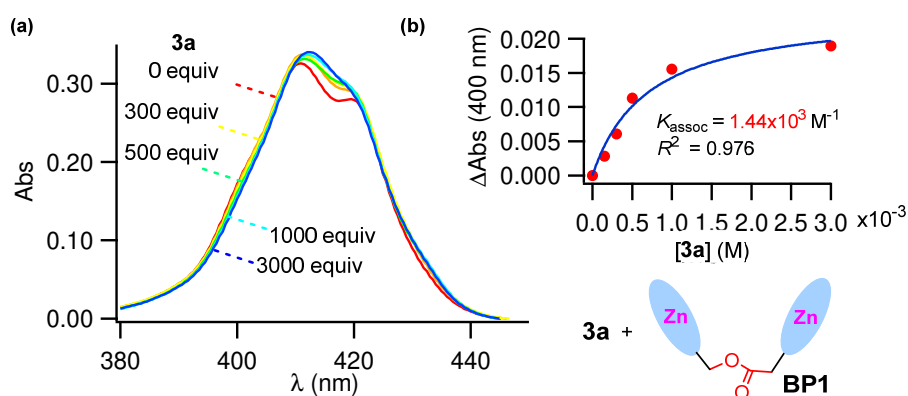 (a)
3a
0 equiv
300 equiv
500 equiv
1000 equiv
3000 equiv
Abs
0.30
0.20
0.10
0.00
380
400
420
440
λ (nm)
(b)
ΔAbs (400 nm)
0.020
0.015
0.010
0.005
0.000
Kassoc = 1.44x10³ M⁻¹
R² = 0.976
0.0 0.5 1.0 1.5 2.0 2.5 3.0 x10⁻³
[3a] (M)
3a +
Zn
Zn
O
O
BP1